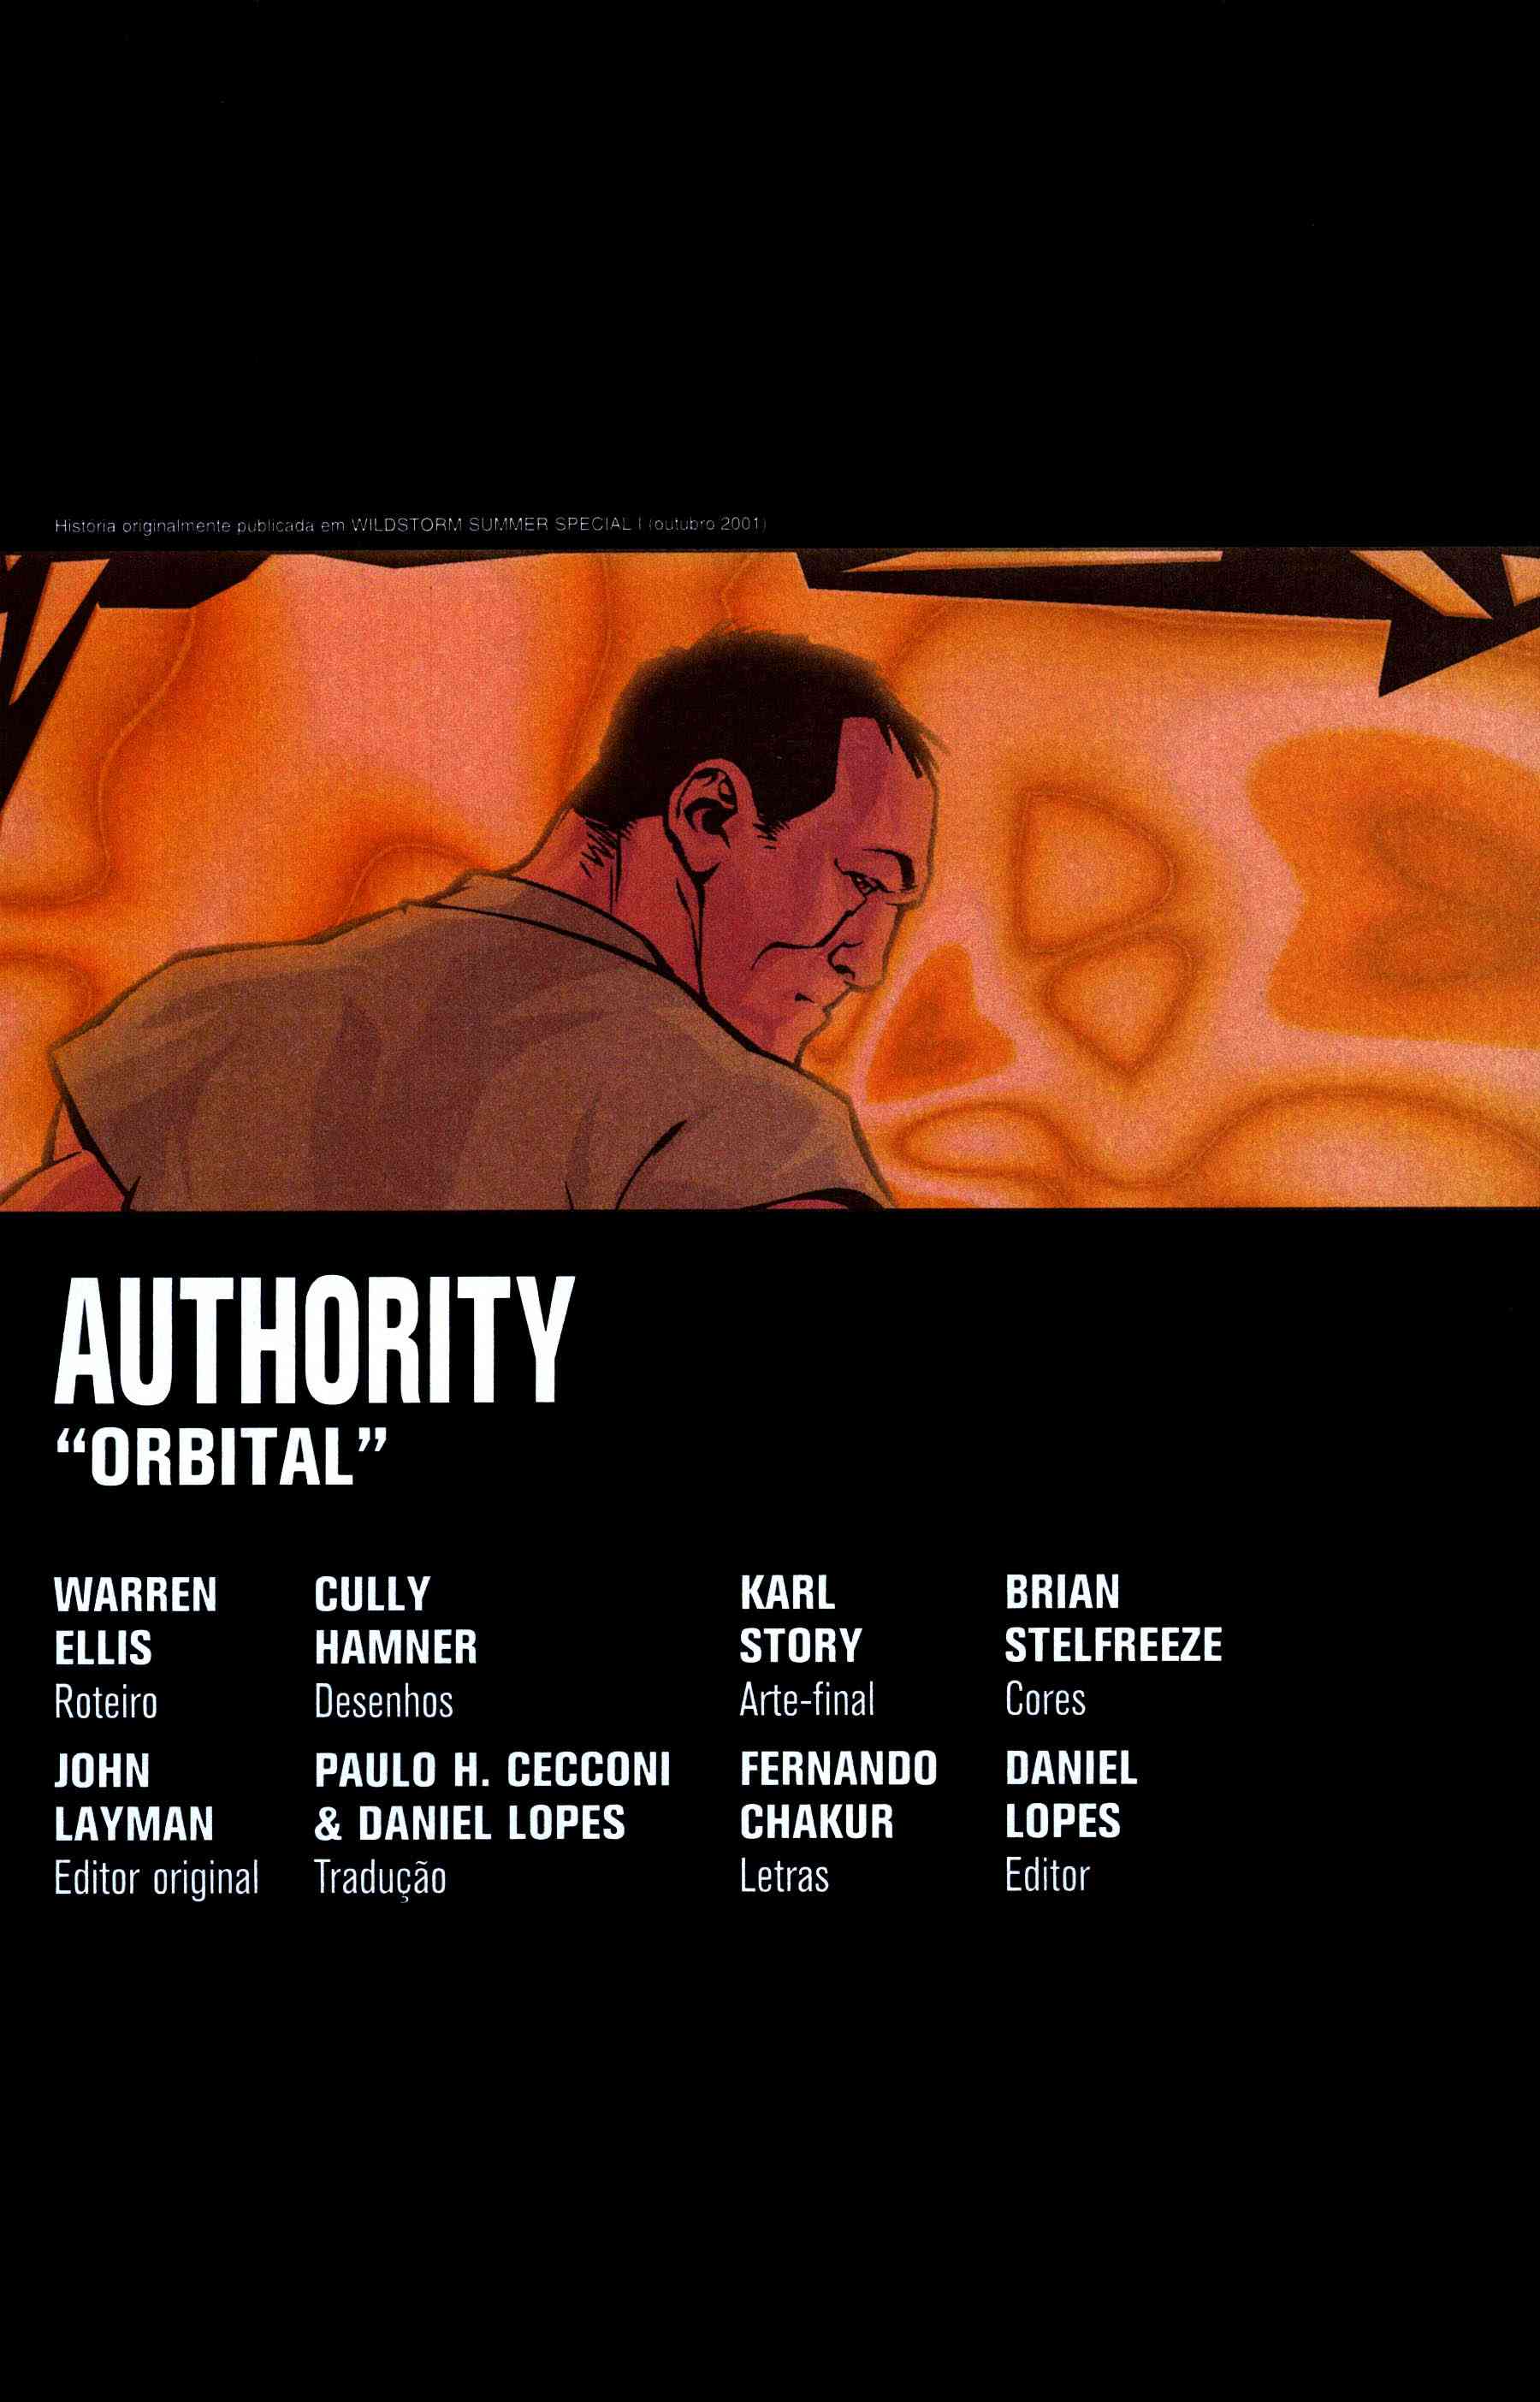 História originalmente publicada em WILDSTORM SUMMER SPECIAL 1 (outubro 2001)
AUTHORITY
“ORBITAL”
WARREN
ELLIS
Roteiro
CULLY
HAMNER
Desenhos
KARL
STORY
Arte-final
BRIAN
STELFREEZE
Cores
JOHN
LAYMAN
Editor original
PAULO H. CECCONI
& DANIEL LOPES
Tradução
FERNANDO
CHAKUR
Letras
DANIEL
LOPES
Editor